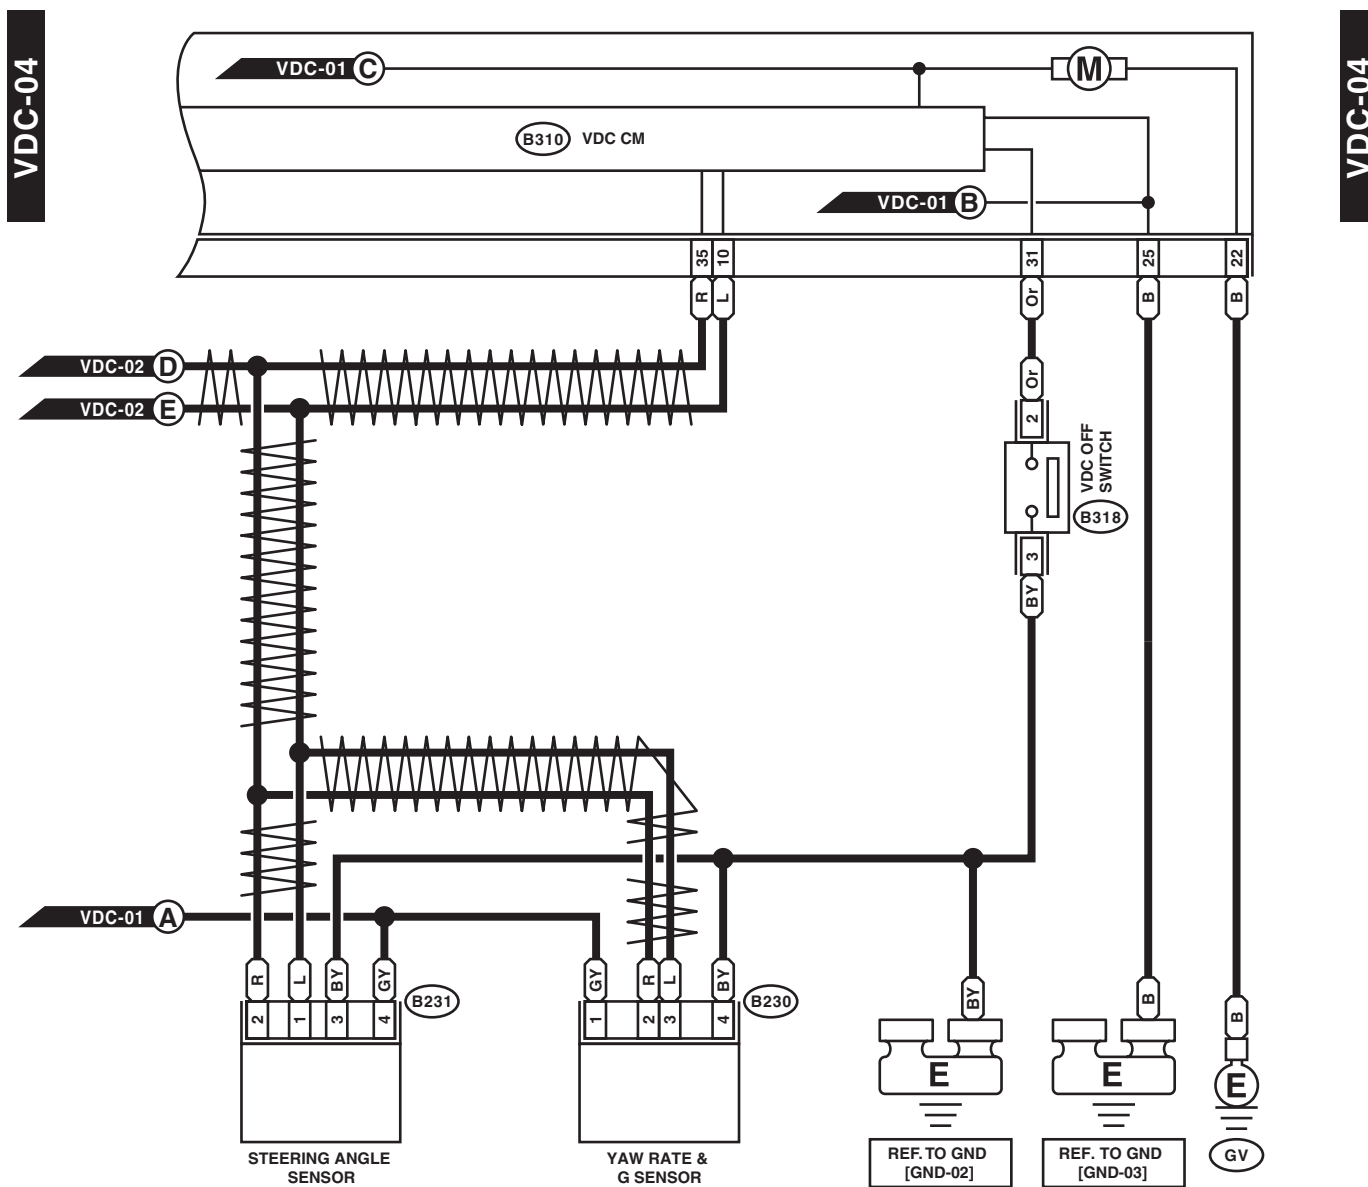 VDC-04
VDC-04
VDC-01 C
M
B310 VDC CM
VDC-01 B
35 10 31 25 22
R L Or B B
VDC-02 D
VDC-02 E
Or
2
VDC OFF
SWITCH
B318
3
BY
VDC-01 A
R L BY GY B231
2 1 3 4
GY R L BY B230
1 2 3 4
BY B B
E E E
STEERING ANGLE
SENSOR
YAW RATE &
G SENSOR
REF. TO GND
[GND-02]
REF. TO GND
[GND-03]
GV